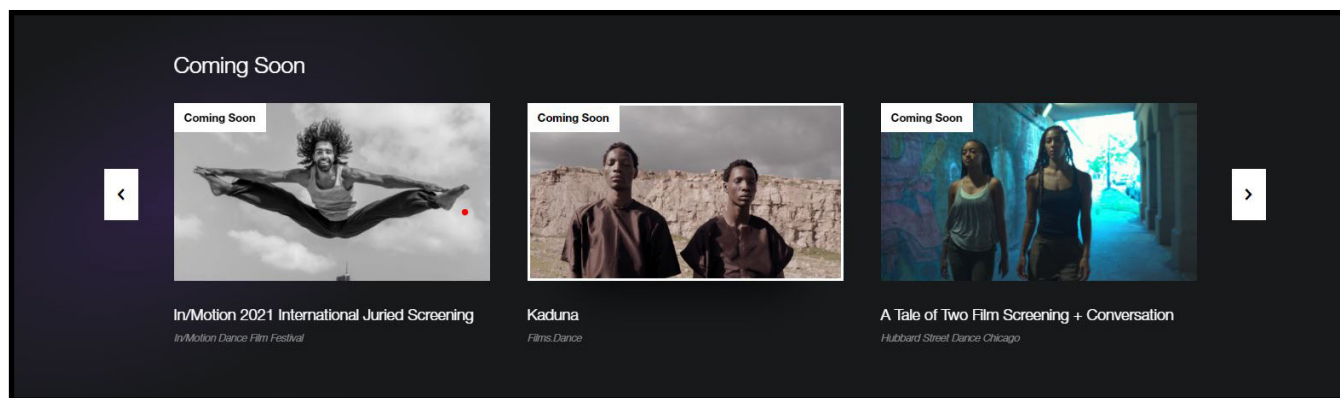 Coming Soon
Coming Soon
Coming Soon
Coming Soon
In/Motion 2021 International Juried Screening
Kaduna
A Tale of Two Film Screening + Conversation
In/Motion Dance Film Festival
Films.Dance
Hubbard Street Dance Chicago